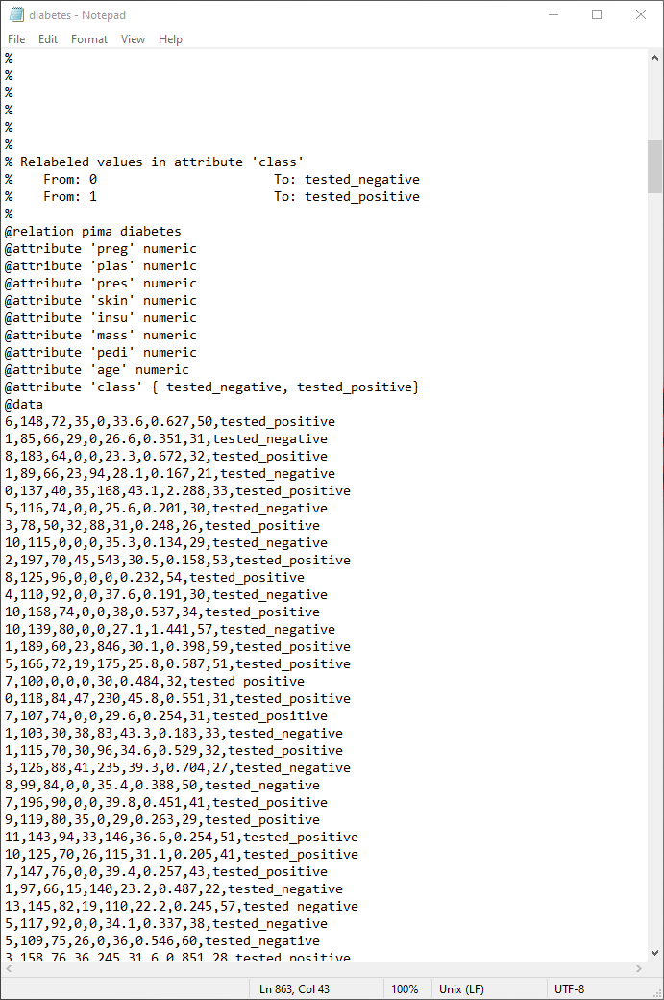 diabetes - Notepad
File Edit Format View Help
%
%
%
%
%
%
% Relabeled values in attribute 'class'
%    From: 0                       To: tested_negative
%    From: 1                       To: tested_positive
%
@relation pima_diabetes
@attribute 'preg' numeric
@attribute 'plas' numeric
@attribute 'pres' numeric
@attribute 'skin' numeric
@attribute 'insu' numeric
@attribute 'mass' numeric
@attribute 'pedi' numeric
@attribute 'age' numeric
@attribute 'class' { tested_negative, tested_positive}
@data
6,148,72,35,0,33.6,0.627,50,tested_positive
1,85,66,29,0,26.6,0.351,31,tested_negative
8,183,64,0,0,23.3,0.672,32,tested_positive
1,89,66,23,94,28.1,0.167,21,tested_negative
0,137,40,35,168,43.1,2.288,33,tested_positive
5,116,74,0,0,25.6,0.201,30,tested_negative
3,78,50,32,88,31,0.248,26,tested_positive
10,115,0,0,0,35.3,0.134,29,tested_negative
2,197,70,45,543,30.5,0.158,53,tested_positive
8,125,96,0,0,0,0.232,54,tested_positive
4,110,92,0,0,37.6,0.191,30,tested_negative
10,168,74,0,0,38,0.537,34,tested_positive
10,139,80,0,0,27.1,1.441,57,tested_negative
1,189,60,23,846,30.1,0.398,59,tested_positive
5,166,72,19,175,25.8,0.587,51,tested_positive
7,100,0,0,0,30,0.484,32,tested_positive
0,118,84,47,230,45.8,0.551,31,tested_positive
7,107,74,0,0,29.6,0.254,31,tested_positive
1,103,30,38,83,43.3,0.183,33,tested_negative
1,115,70,30,96,34.6,0.529,32,tested_positive
3,126,88,41,235,39.3,0.704,27,tested_negative
8,99,84,0,0,35.4,0.388,50,tested_negative
7,196,90,0,0,39.8,0.451,41,tested_positive
9,119,80,35,0,29,0.263,29,tested_positive
11,143,94,33,146,36.6,0.254,51,tested_positive
10,125,70,26,115,31.1,0.205,41,tested_positive
7,147,76,0,0,39.4,0.257,43,tested_positive
1,97,66,15,140,23.2,0.487,22,tested_negative
13,145,82,19,110,22.2,0.245,57,tested_negative
5,117,92,0,0,34.1,0.337,38,tested_negative
5,109,75,26,0,36,0.546,60,tested_negative
3,158,76,36,245,31.6,0.851,28,tested_positive
Ln 863, Col 43 100% Unix (LF) UTF-8